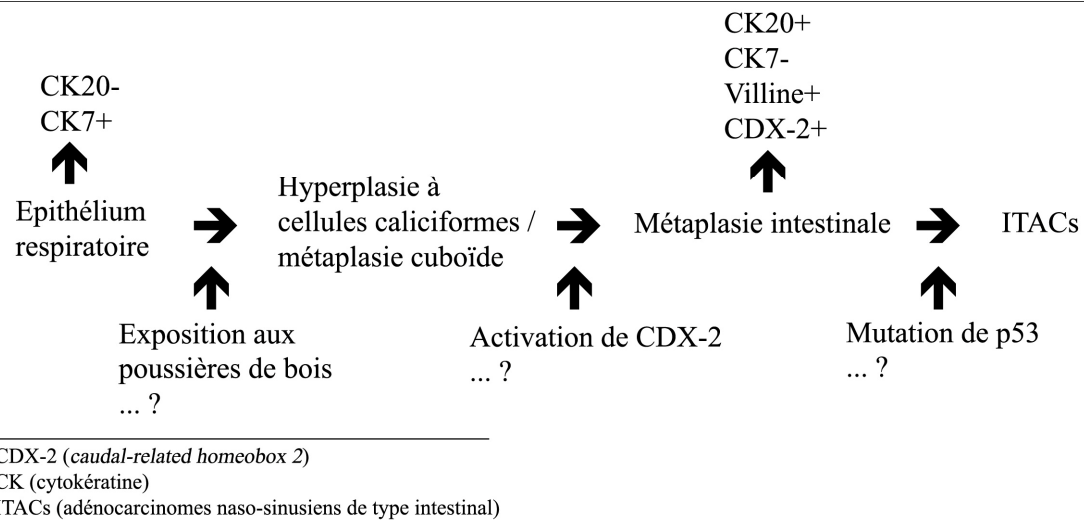 CK20+
CK7-
Villine+
CDX-2+
CK20-
CK7+
Epithélium
respiratoire
Hyperplasie à
cellules caliciformes /
métaplasie cuboïde
Métaplasie intestinale
ITACs
Exposition aux
poussières de bois
... ?
Activation de CDX-2
... ?
Mutation de p53
... ?
CDX-2 (caudal-related homeobox 2)
CK (cytokératine)
ITACs (adénocarcinomes naso-sinusiens de type intestinal)